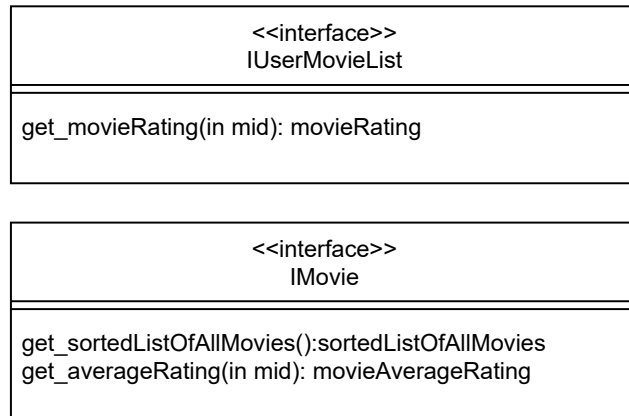 <<interface>>
IUserMovieList
get_movieRating(in mid): movieRating
<<interface>>
IMovie
get_sortedListOfAllMovies():sortedListOfAllMovies
get_averageRating(in mid): movieAverageRating